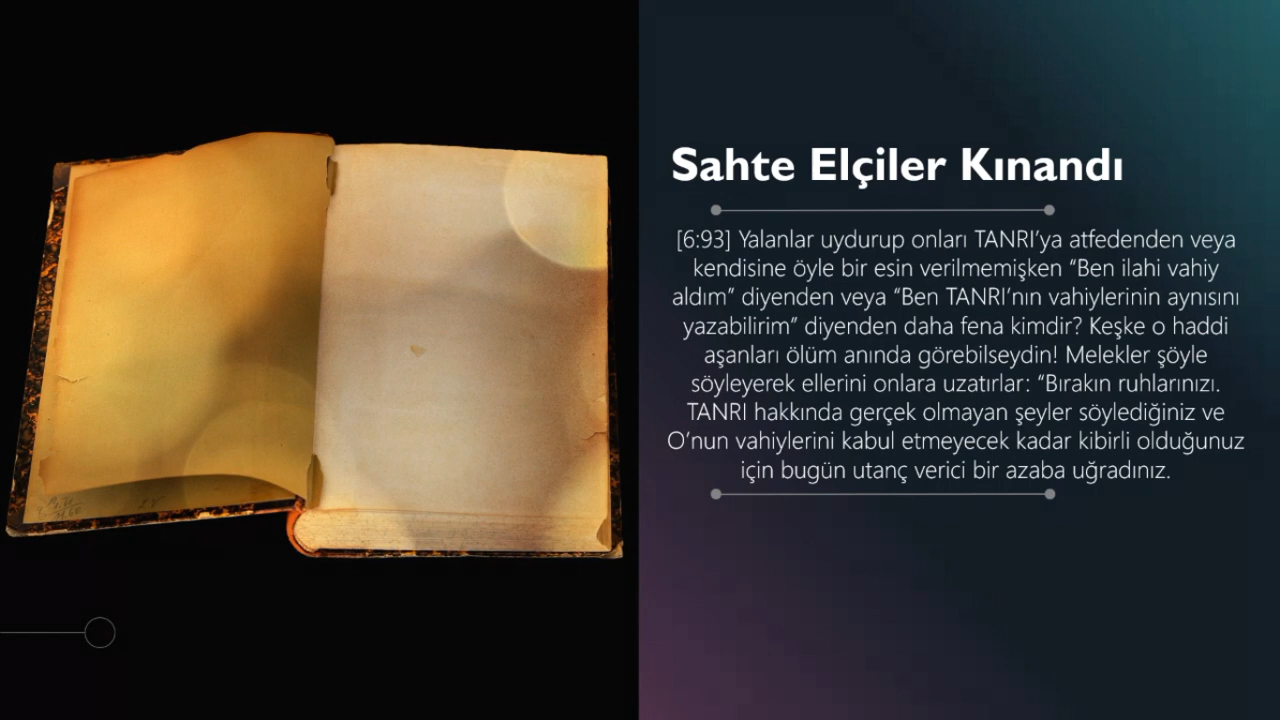 Sahte Elçiler Kınandı
[6:93] Yalanlar uydurup onları TANRI’ya atfedenden veya
kendisine öyle bir esin verilmemişken “Ben ilahi vahiy
aldım” diyenden veya “Ben TANRI’nın vahiylerinin aynısını
yazabilirim” diyenden daha fena kimdir? Keşke o haddi
aşanları ölüm anında görebilseydin! Melekler şöyle
söyleyerek ellerini onlara uzatırlar: “Bırakın ruhlarınızı.
TANRI hakkında gerçek olmayan şeyler söylediğiniz ve
O’nun vahiylerini kabul etmeyecek kadar kibirli olduğunuz
için bugün utanç verici bir azaba uğradınız.